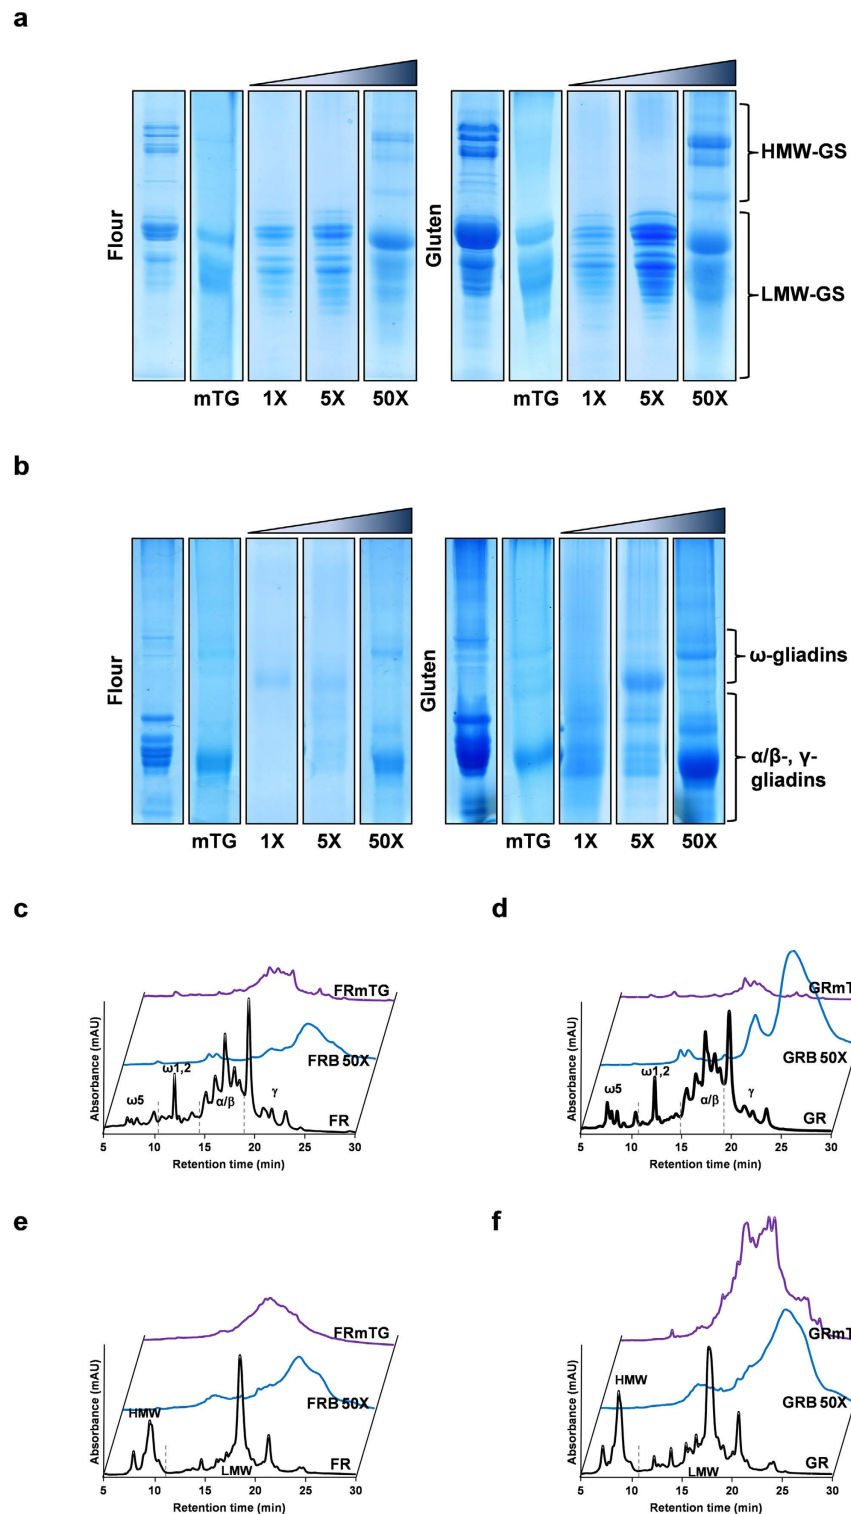 a
Flour
Gluten
HMW-GS
LMW-GS
mTG 1X 5X 50X
mTG 1X 5X 50X
b
Flour
Gluten
ω-gliadins
α/β-, γ-
gliadins
mTG 1X 5X 50X
mTG 1X 5X 50X
c
Absorbance (mAU)
FRmTG
FRB 50X
ω5
ω1,2
α/β
γ
FR
5 10 15 20 25 30
Retention time (min)
d
Absorbance (mAU)
GRmT
GRB 50X
ω5
ω1,2
α/β
γ
GR
5 10 15 20 25 30
Retention time (min)
e
Absorbance (mAU)
FRmTG
FRB 50X
HMW
LMW
FR
5 10 15 20 25 30
Retention time (min)
f
Absorbance (mAU)
GRmT
GRB 50X
HMW
LMW
GR
5 10 15 20 25 30
Retention time (min)